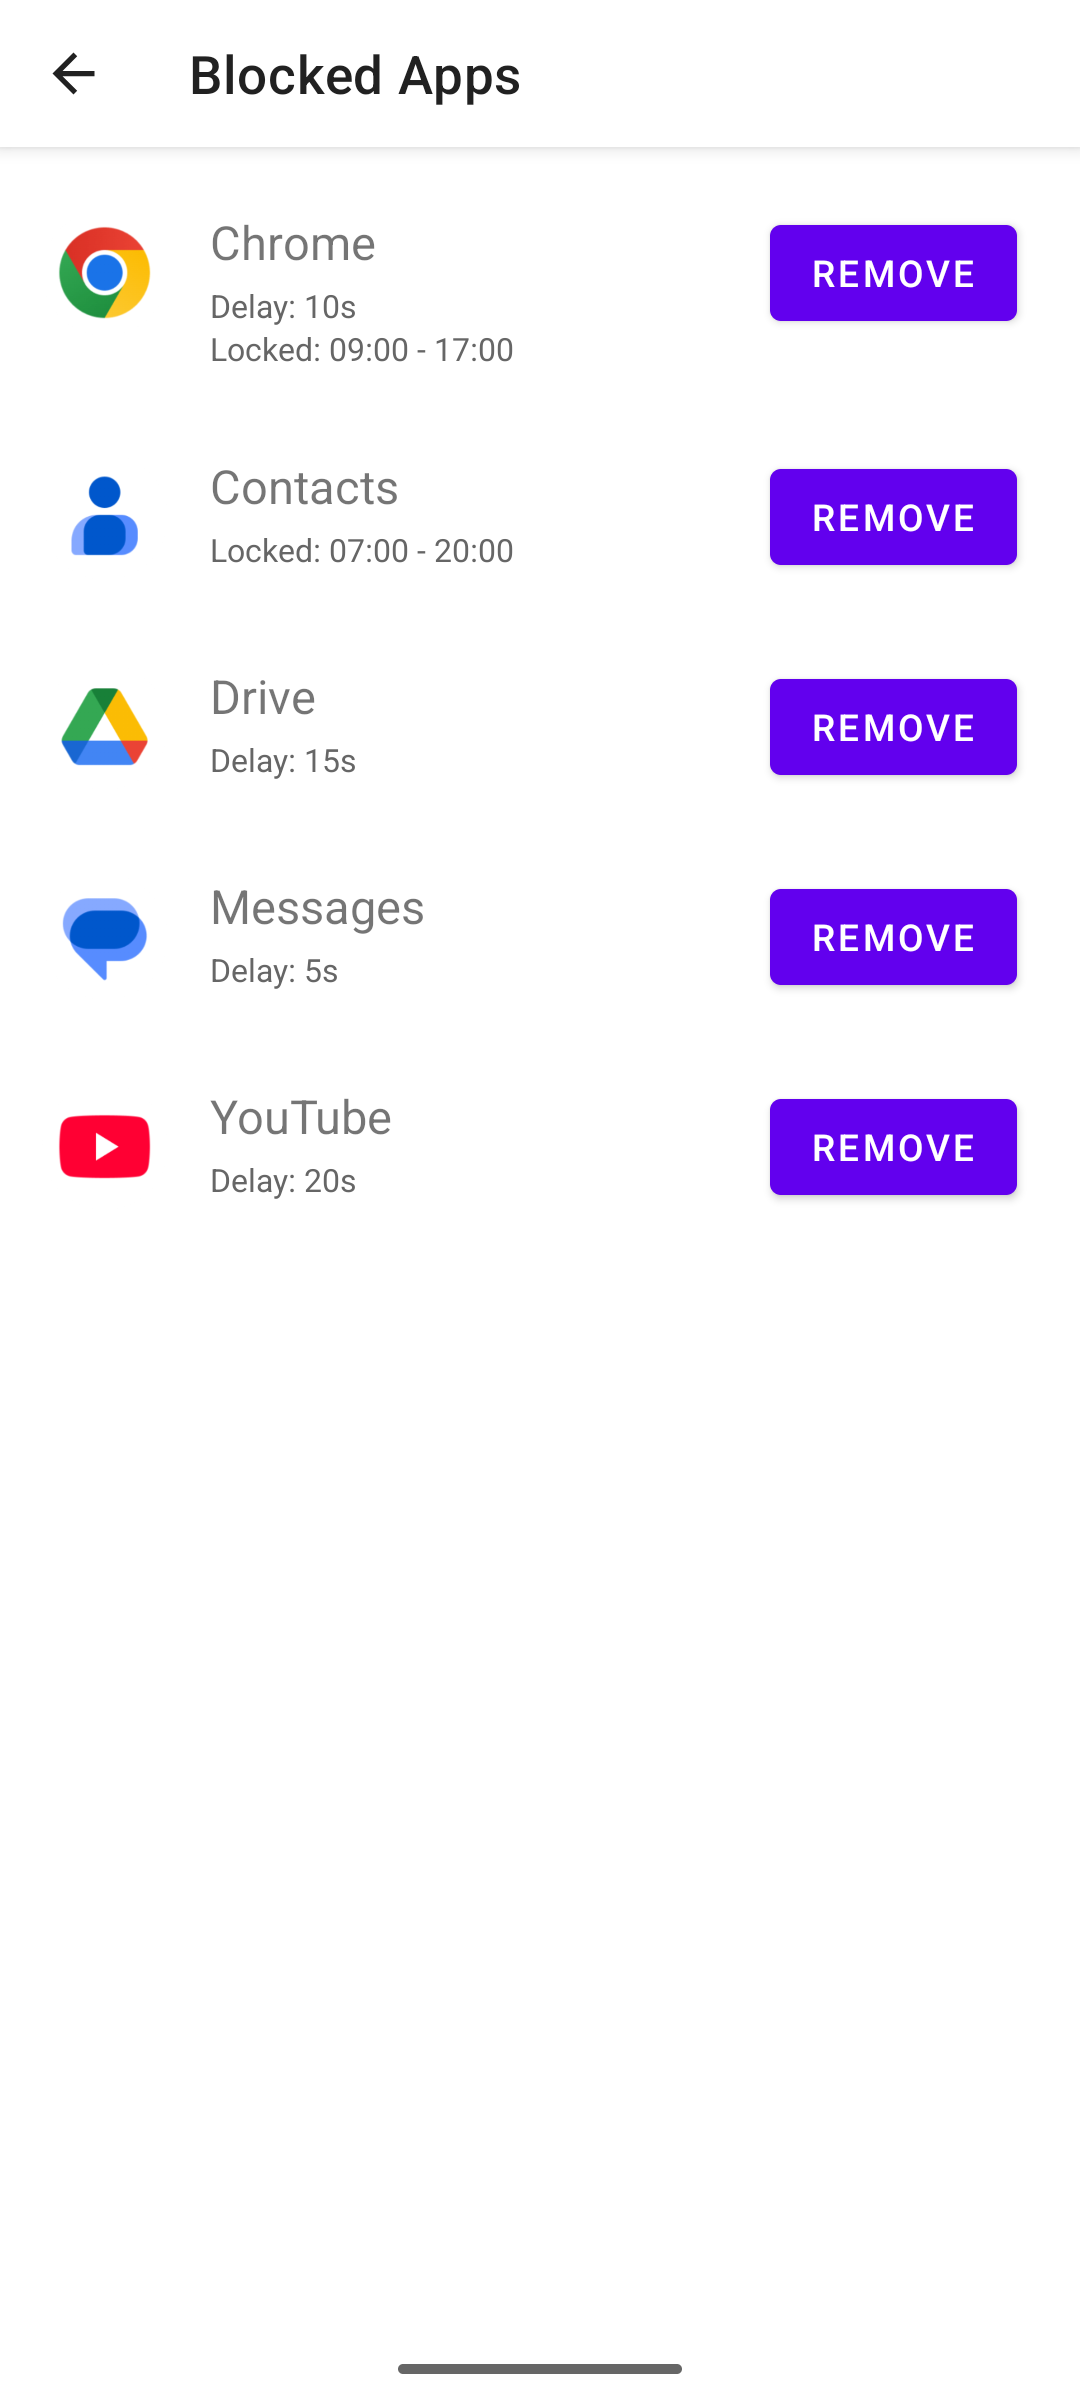 Blocked Apps
Chrome
Delay: 10s
Locked: 09:00 - 17:00
REMOVE
Contacts
Locked: 07:00 - 20:00
REMOVE
Drive
Delay: 15s
REMOVE
Messages
Delay: 5s
REMOVE
YouTube
Delay: 20s
REMOVE